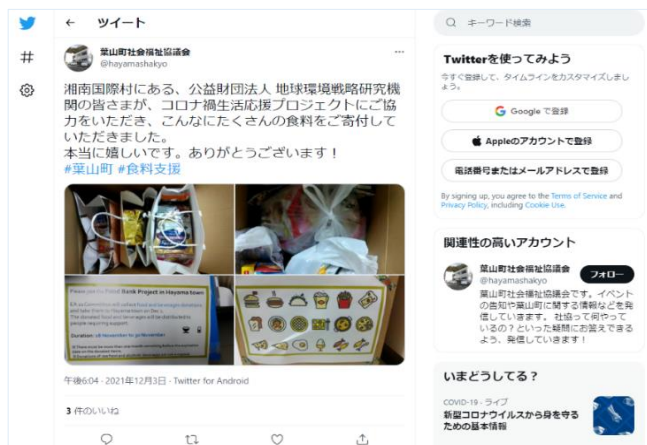 ← ツイート
葉山町社会福祉協議会
@hayamashakyo
湘南国際村にある、公益財団法人 地球環境戦略研究機
関の皆さまが、コロナ禍生活応援プロジェクトにご協
力をいただき、こんなにたくさんの食料をご寄付して
いただきました。
本当に嬉しいです。ありがとうございます！
#葉山町 #食料支援
Bank Project in Hayama town
午後6:04 · 2021年12月3日 · Twitter for Android
3 件のいいね
キーワード検索
Twitterを使ってみよう
今すぐ登録して、タイムラインをカスタマイズしまし
ょう。
Google で登録
Appleのアカウントで登録
電話番号またはメールアドレスで登録
By signing up, you agree to the Terms of Service and
Privacy Policy, including Cookie Use.
関連性の高いアカウント
葉山町社会福祉協議会
@hayamashakyo
フォロー
葉山町社会福祉協議会です。イベント
の告知や葉山町に関する情報などを発
信していきます。 社協って何やって
いるの？といった疑問にお答えできる
よう、発信していきます！
いまどうしてる？
COVID-19 · ライブ
新型コロナウイルスから身を守る
ための基本情報